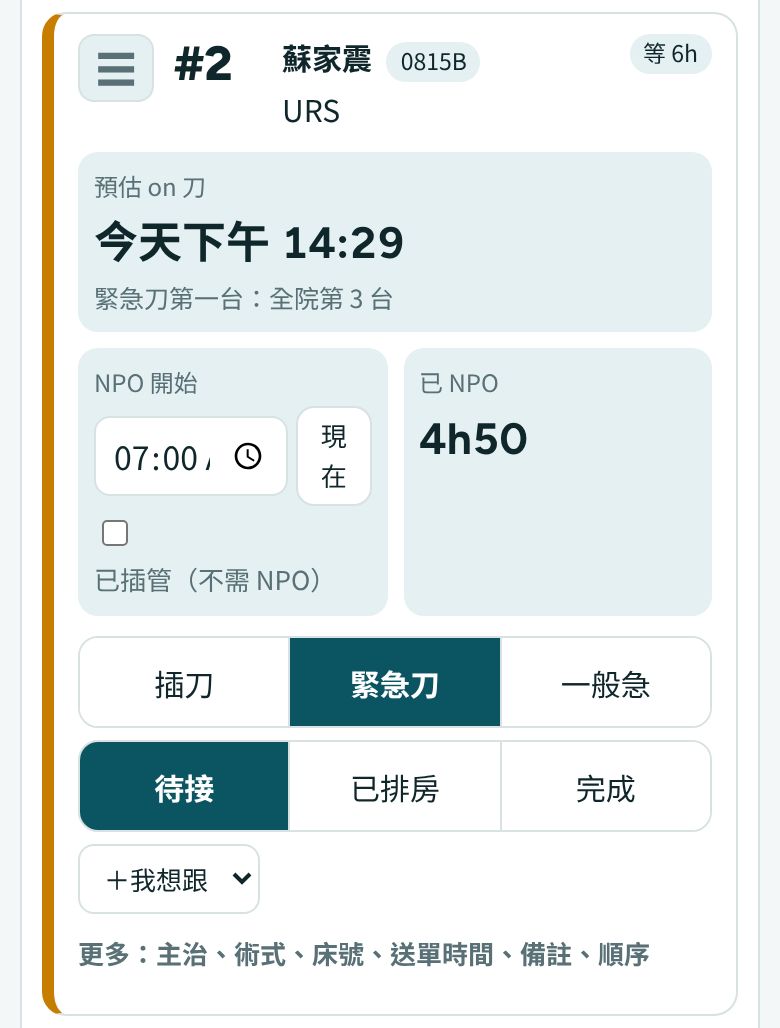 #2 蘇家震 0815B 等 6h
URS
預估 on 刀
今天下午 14:29
緊急刀第一台：全院第 3 台
NPO 開始
07:00
現在
已插管（不需 NPO）
已 NPO
4h50
插刀 緊急刀 一般急
待接 已排房 完成
＋我想跟
更多：主治、術式、床號、送單時間、備註、順序